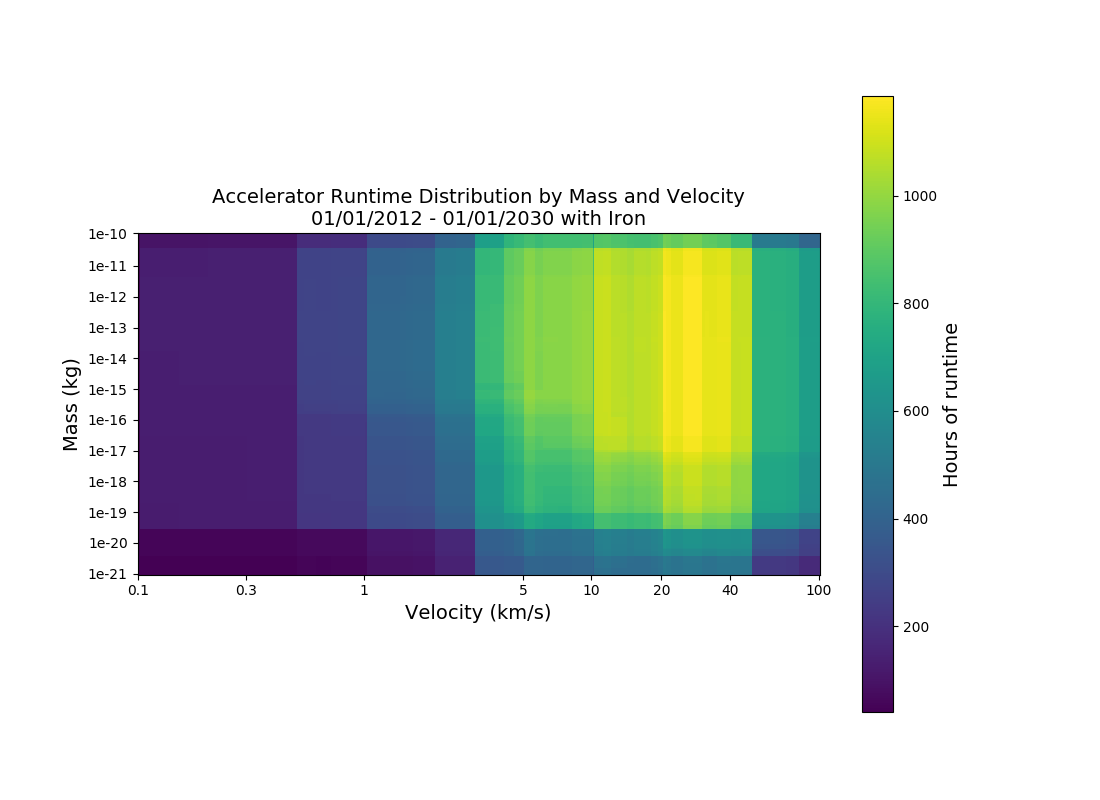 Accelerator Runtime Distribution by Mass and Velocity
01/01/2012 - 01/01/2030 with Iron
1e-10
1e-11
1e-12
1e-13
1e-14
1e-15
1e-16
1e-17
1e-18
1e-19
1e-20
1e-21
Mass (kg)
0.1 0.3 1 5 10 20 40 100
Velocity (km/s)
1000
800
600
400
200
Hours of runtime